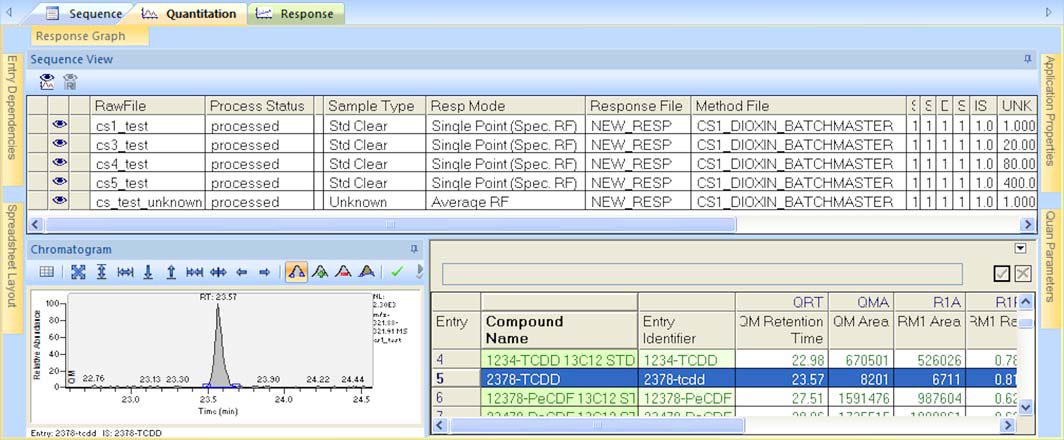 Sequence Quantitation Response
Response Graph
Entry Dependencies
Spreadsheet Layout
Application Properties
Quan Parameters
Sequence View
RawFile Process Status Sample Type Resp Mode Response File Method File IS UNK
cs1_test processed Std Clear Single Point (Spec. RF) NEW_RESP CS1_DIOXIN_BATCHMASTER 1 1 1 1 1.0 1.000
cs3_test processed Std Clear Single Point (Spec. RF) NEW_RESP CS1_DIOXIN_BATCHMASTER 1 1 1 1 1.0 20.00
cs4_test processed Std Clear Single Point (Spec. RF) NEW_RESP CS1_DIOXIN_BATCHMASTER 1 1 1 1 1.0 80.00
cs5_test processed Std Clear Single Point (Spec. RF) NEW_RESP CS1_DIOXIN_BATCHMASTER 1 1 1 1 1.0 400.0
cs_test_unknown processed Unknown Average RF NEW_RESP CS1_DIOXIN_BATCHMASTER 1 1 1 1 1.0 1.000
Chromatogram
RT: 23.57
NL:
2.30E3
m/z=
321.88-
321.91 MS
cs1_test
Relative Abundance
100
80
60
40
20
0
QM
22.76 23.13 23.30 23.90 24.22 24.44
23.0 23.5 24.0 24.5
Time (min)
Entry: 2378-tcdd IS: 2378-TCDD
QRT QMA R1A
Entry Compound Name Entry Identifier QM Retention Time QM Area RM1 Area RM1 Ra
4 1234-TCDD 13C12 STD 1234-TCDD 22.98 670501 526026 0.78
5 2378-TCDD 2378-tcdd 23.57 8201 6711 0.81
6 12378-PeCDF 13C12 ST 12378-PeCDF 27.51 1591476 987604 0.62